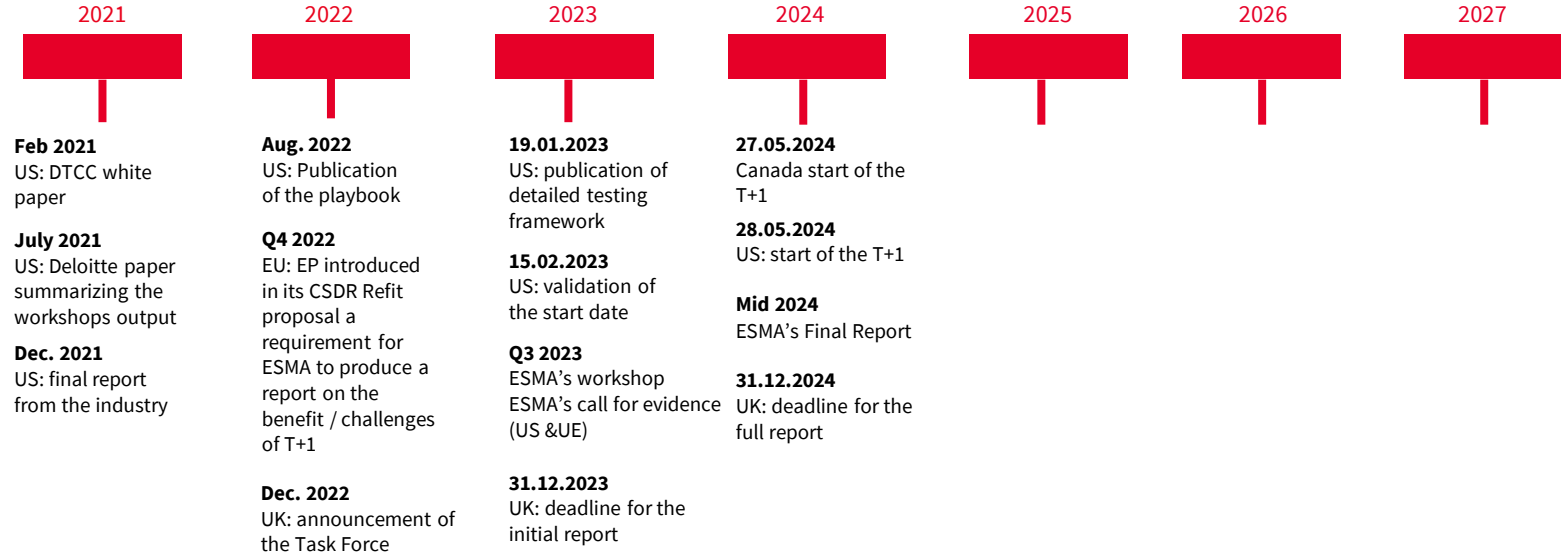 2021
2022
2023
2024
2025
2026
2027
Feb 2021
US: DTCC white
paper
July 2021
US: Deloitte paper
summarizing the
workshops output
Dec. 2021
US: final report
from the industry
Aug. 2022
US: Publication
of the playbook
Q4 2022
EU: EP introduced
in its CSDR Refit
proposal a
requirement for
ESMA to produce a
report on the
benefit / challenges
of T+1
Dec. 2022
UK: announcement of
the Task Force
19.01.2023
US: publication of
detailed testing
framework
15.02.2023
US: validation of
the start date
Q3 2023
ESMA’s workshop
ESMA’s call for evidence
(US &UE)
31.12.2023
UK: deadline for the
initial report
27.05.2024
Canada start of the
T+1
28.05.2024
US: start of the T+1
Mid 2024
ESMA’s Final Report
31.12.2024
UK: deadline for the
full report